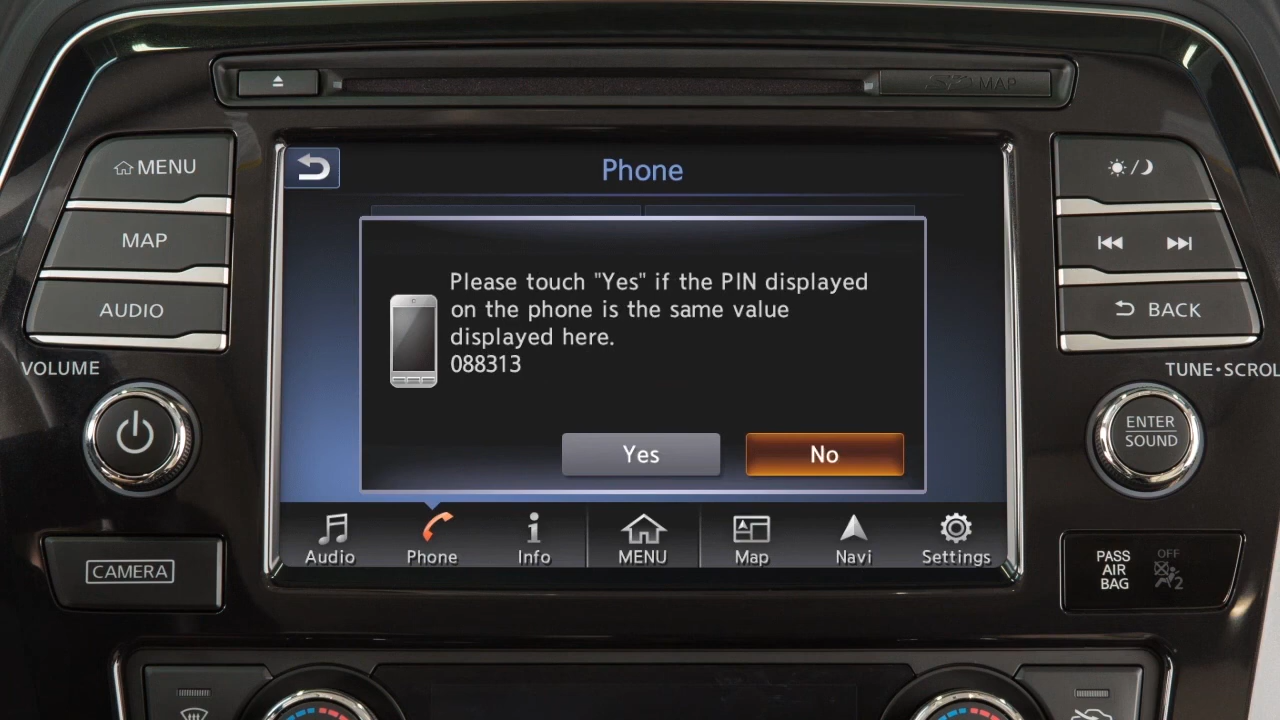 MAP
MENU
MAP
AUDIO
VOLUME
CAMERA
Phone
Please touch "Yes" if the PIN displayed
on the phone is the same value
displayed here.
088313
Yes
No
Audio
Phone
Info
MENU
Map
Navi
Settings
BACK
TUNE•SCROL
ENTER
SOUND
PASS
AIR
BAG
OFF
2